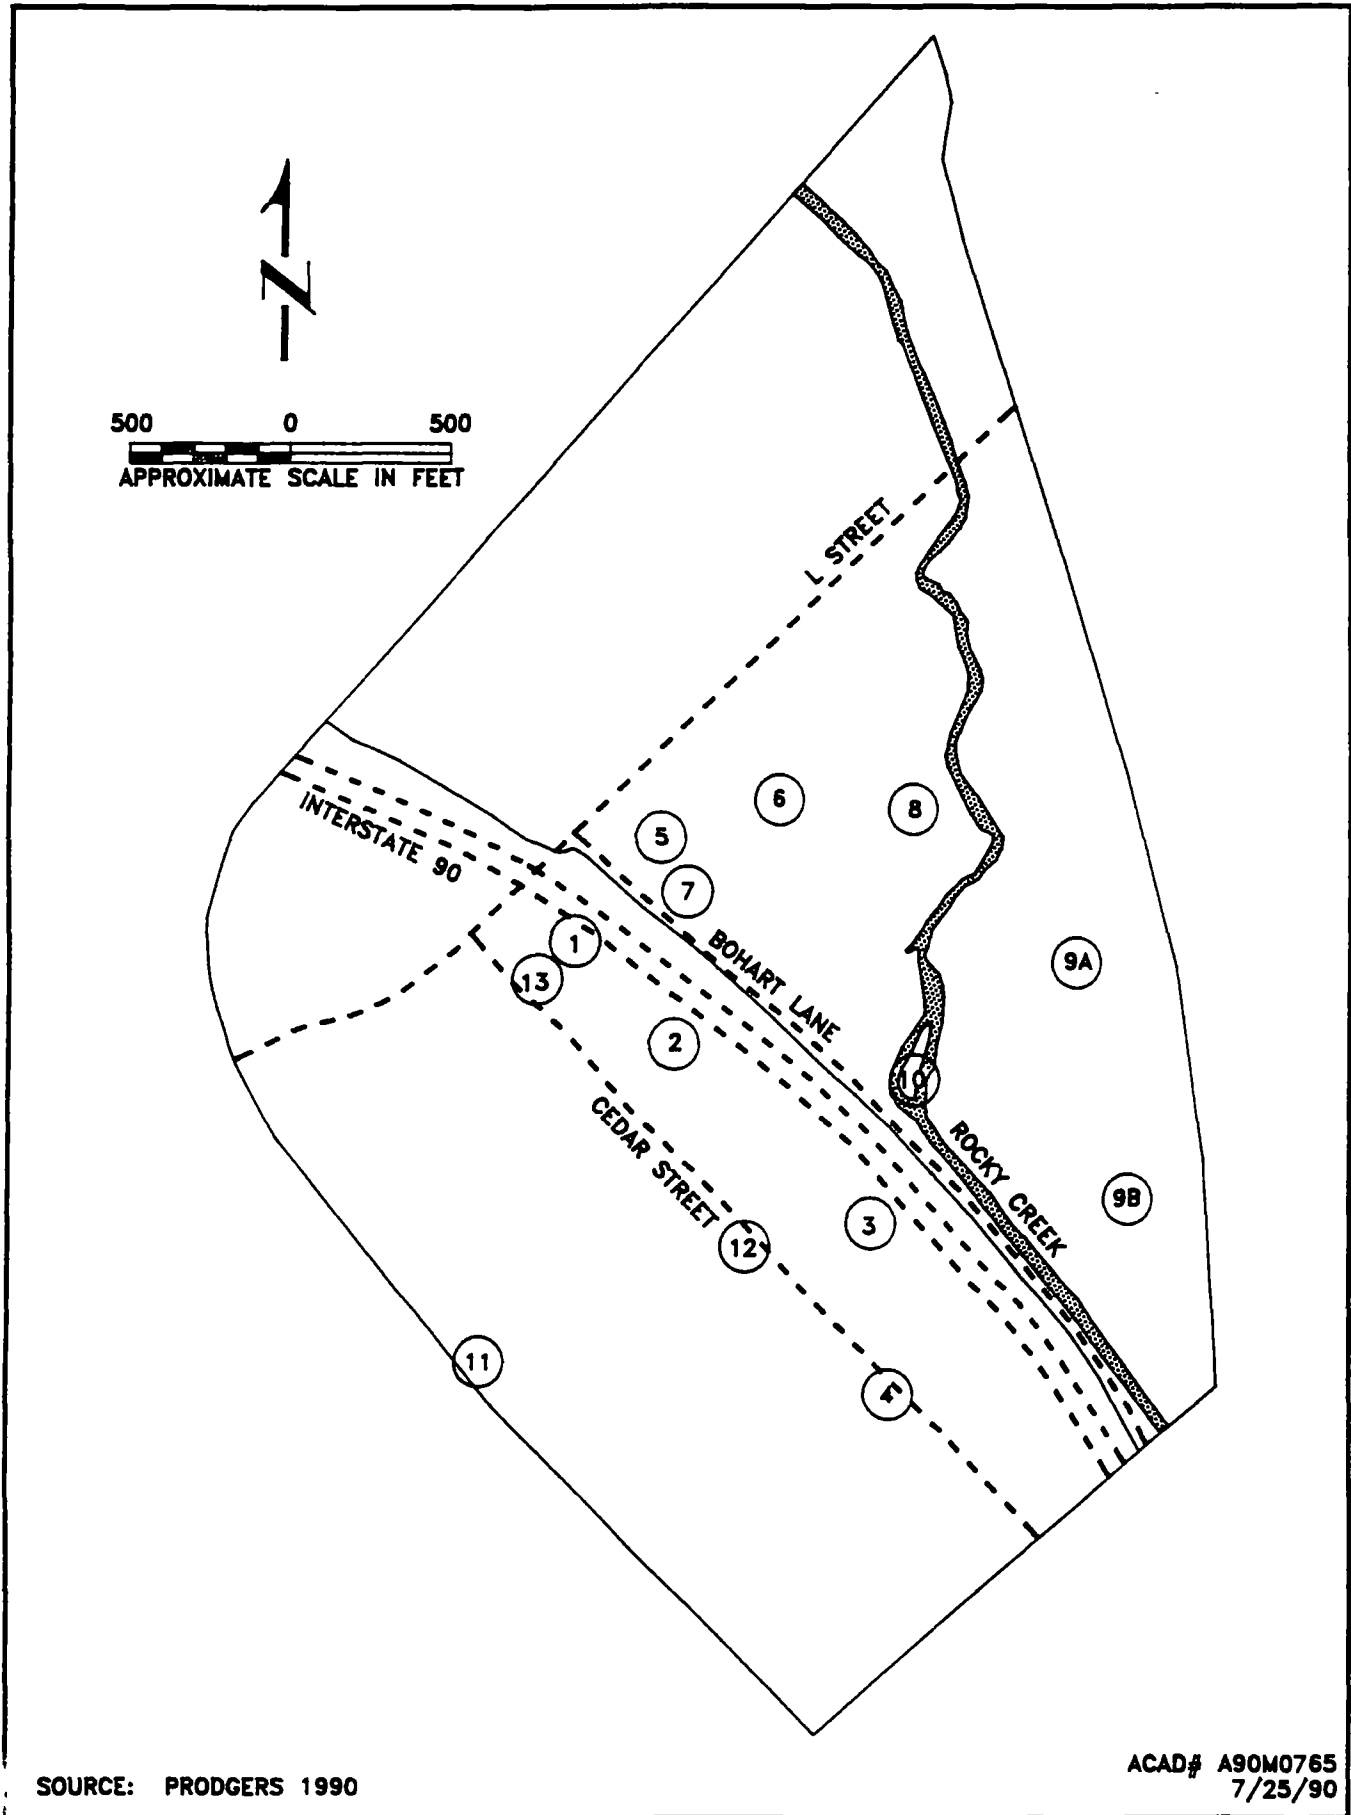 N
500 0 500
APPROXIMATE SCALE IN FEET
L STREET
INTERSTATE 90
6
8
5
7
1
BOHART LANE
9A
13
2
10
CEDAR STREET
ROCKY CREEK
9B
3
12
11
4
SOURCE: PRODGERS 1990
ACAD# A90M0765
7/25/90